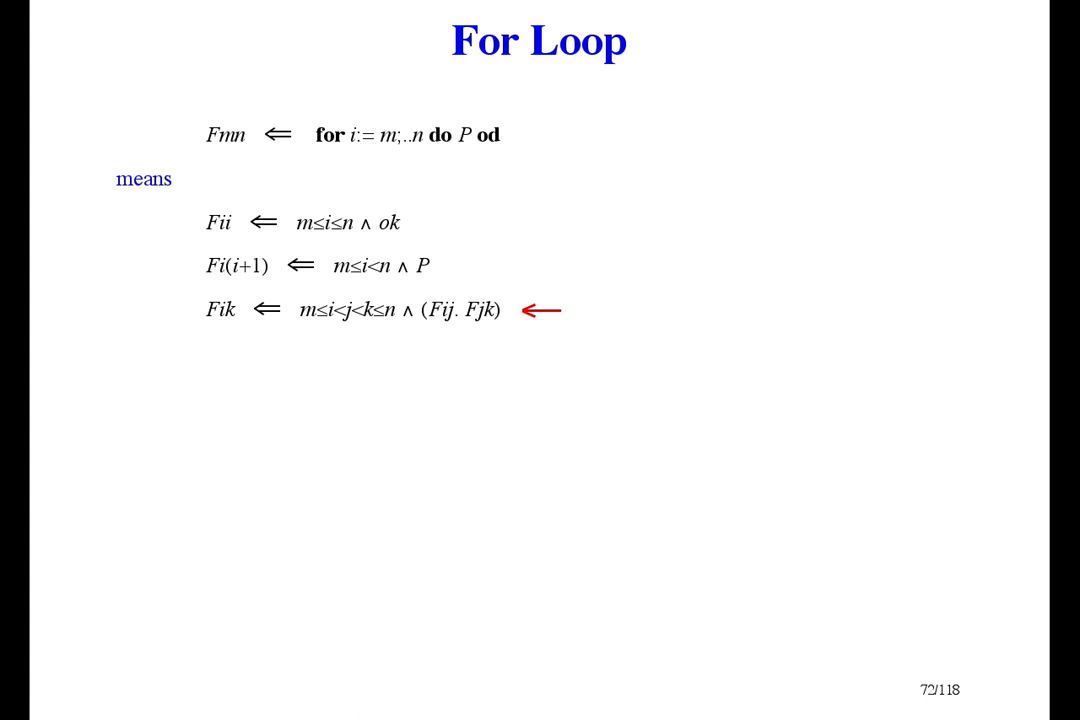 For Loop
Fmn ⇐ for i:= m;..n do P od
means
Fii ⇐ m≤i≤n ∧ ok
Fi(i+1) ⇐ m≤i<n ∧ P
Fik ⇐ m≤i<j<k≤n ∧ (Fij. Fjk) ←
72/118